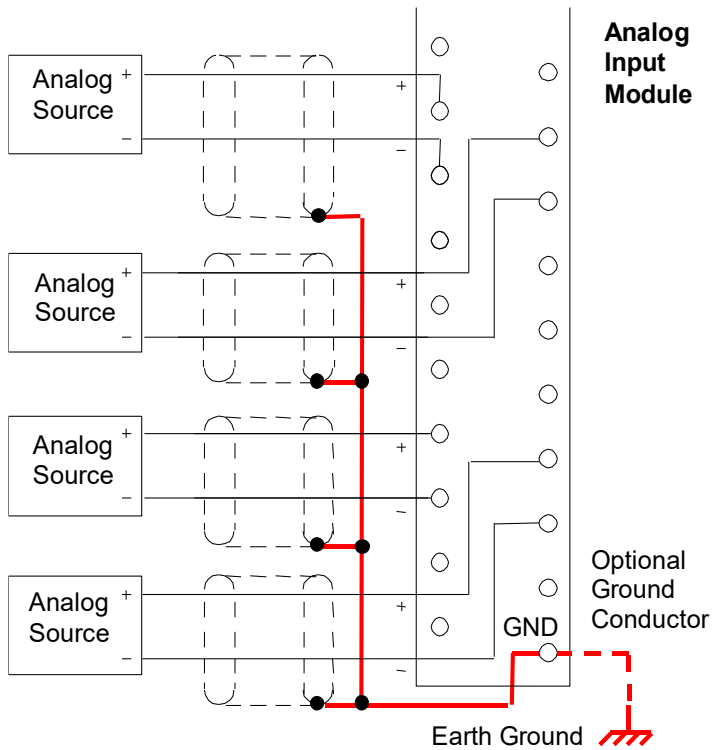 Analog
Input
Module
Analog
Source
+
−
+
−
Analog
Source
+
−
+
−
Analog
Source
+
−
+
−
Analog
Source
+
−
+
−
Optional
Ground
Conductor
GND
Earth Ground